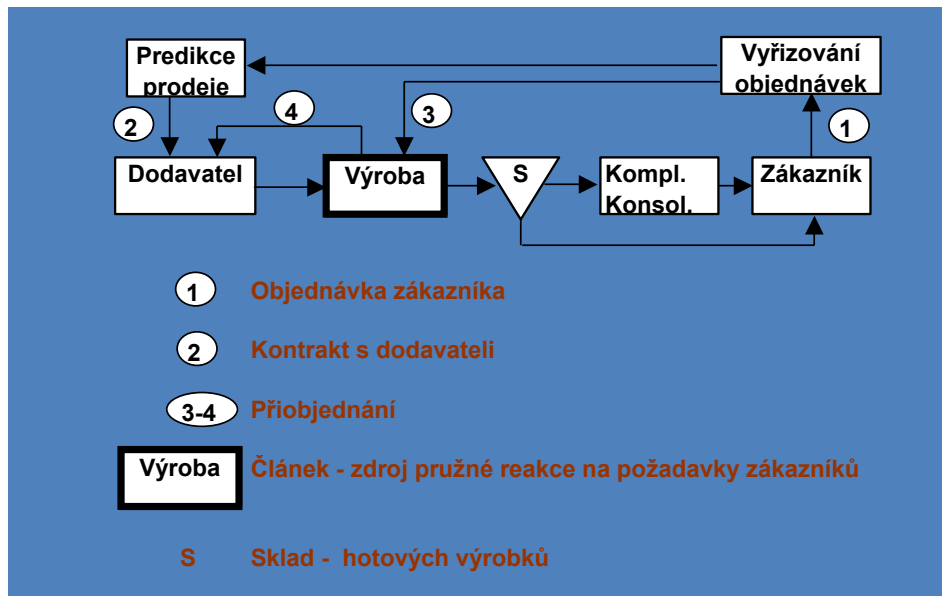 Predikce
prodeje
Vyřizování
objednávek
2
4
3
1
Dodavatel
Výroba
S
Kompl.
Konsol.
Zákazník
1 Objednávka zákazníka
2 Kontrakt s dodavateli
3-4 Přiobjednání
Výroba Článek - zdroj pružné reakce na požadavky zákazníků
S Sklad - hotových výrobků